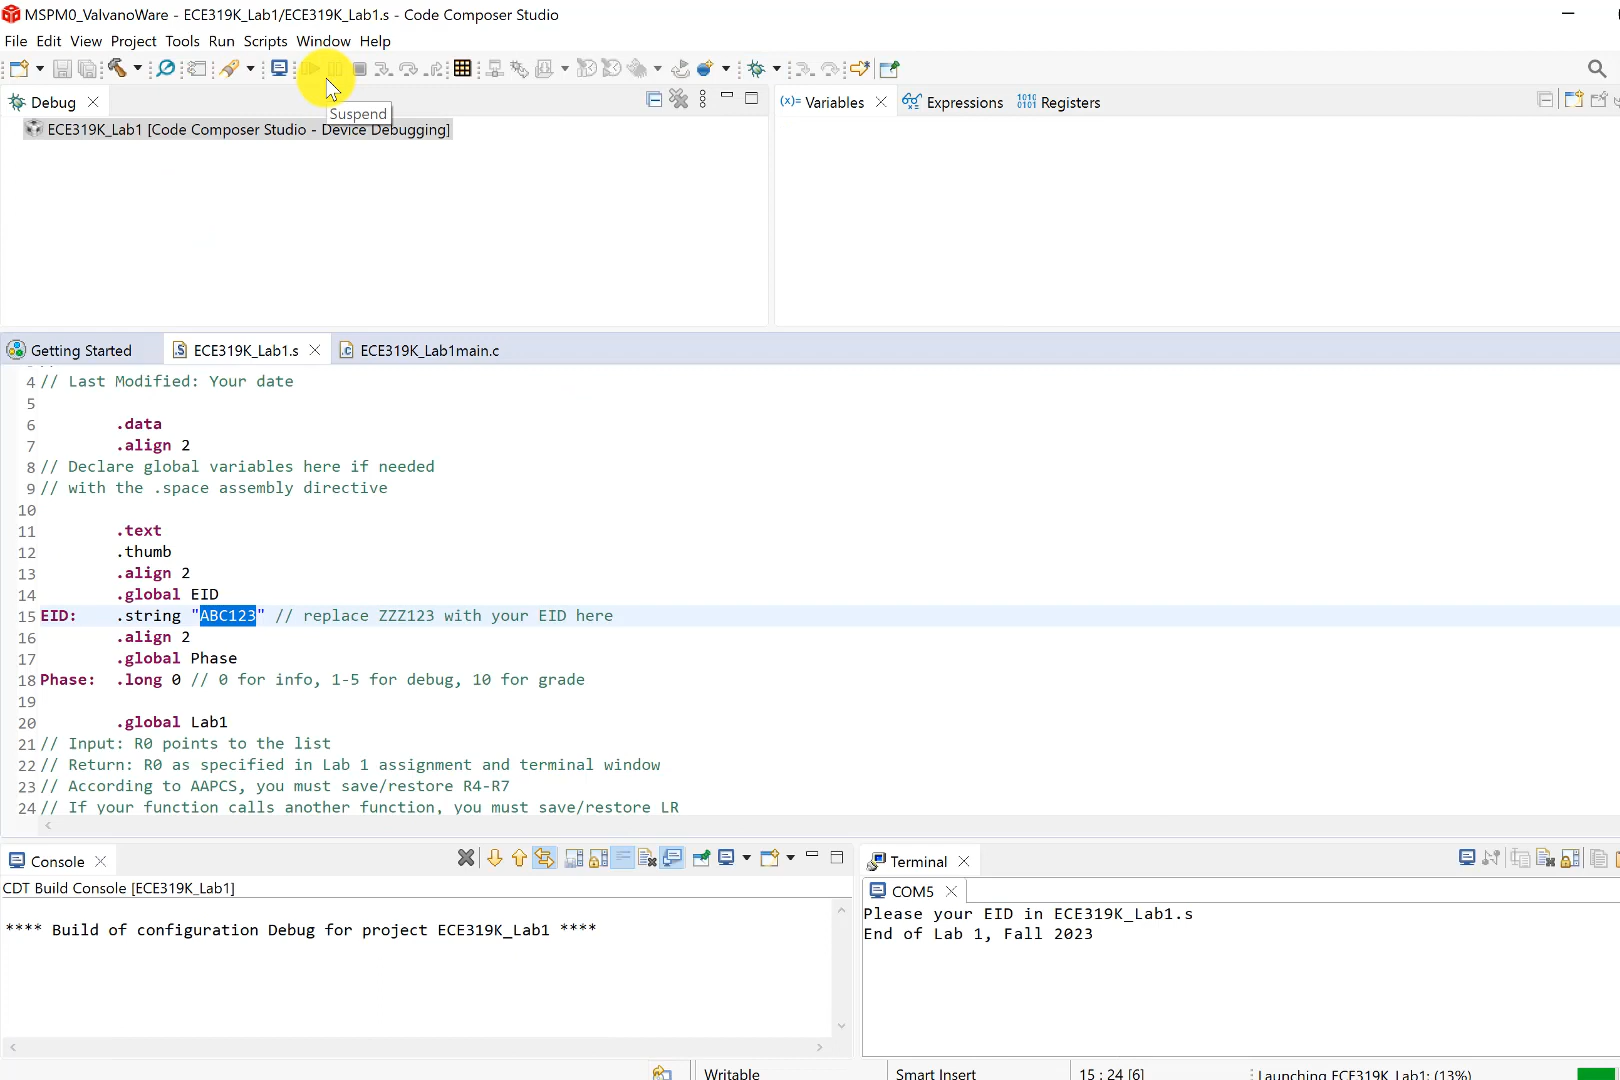 MSPM0_ValvanoWare - ECE319K_Lab1/ECE319K_Lab1.s - Code Composer Studio
File Edit View Project Tools Run Scripts Window Help
Debug
Suspend
(x)= Variables Expressions 1010 0101 Registers
ECE319K_Lab1 [Code Composer Studio - Device Debugging]
Getting Started ECE319K_Lab1.s ECE319K_Lab1main.c
4 // Last Modified: Your date
5
6 .data
7 .align 2
8 // Declare global variables here if needed
9 // with the .space assembly directive
10
11 .text
12 .thumb
13 .align 2
14 .global EID
15 EID: .string "ABC123" // replace ZZZ123 with your EID here
16 .align 2
17 .global Phase
18 Phase: .long 0 // 0 for info, 1-5 for debug, 10 for grade
19
20 .global Lab1
21 // Input: R0 points to the list
22 // Return: R0 as specified in Lab 1 assignment and terminal window
23 // According to AAPCS, you must save/restore R4-R7
24 // If your function calls another function, you must save/restore LR
Console
CDT Build Console [ECE319K_Lab1]
**** Build of configuration Debug for project ECE319K_Lab1 ****
Terminal
COM5
Please your EID in ECE319K_Lab1.s
End of Lab 1, Fall 2023
Writable Smart Insert 15 : 24 [6] Launching ECE319K_Lab1: (13%)